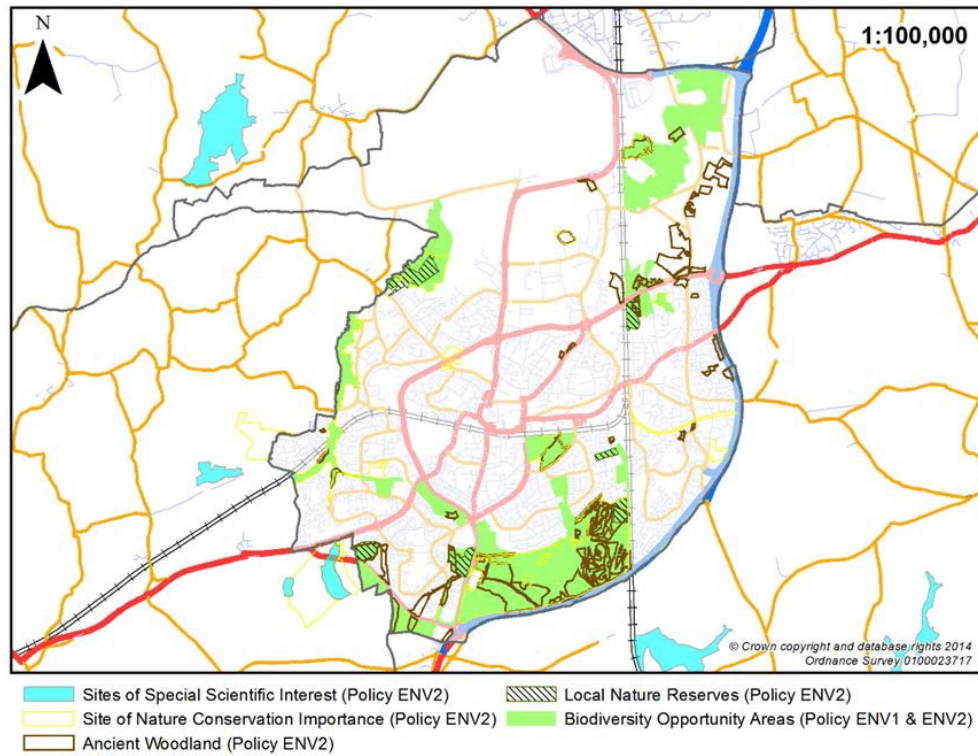 N
1:100,000
© Crown copyright and database rights 2014
Ordnance Survey 0100023717
Sites of Special Scientific Interest (Policy ENV2)
Local Nature Reserves (Policy ENV2)
Site of Nature Conservation Importance (Policy ENV2)
Biodiversity Opportunity Areas (Policy ENV1 & ENV2)
Ancient Woodland (Policy ENV2)